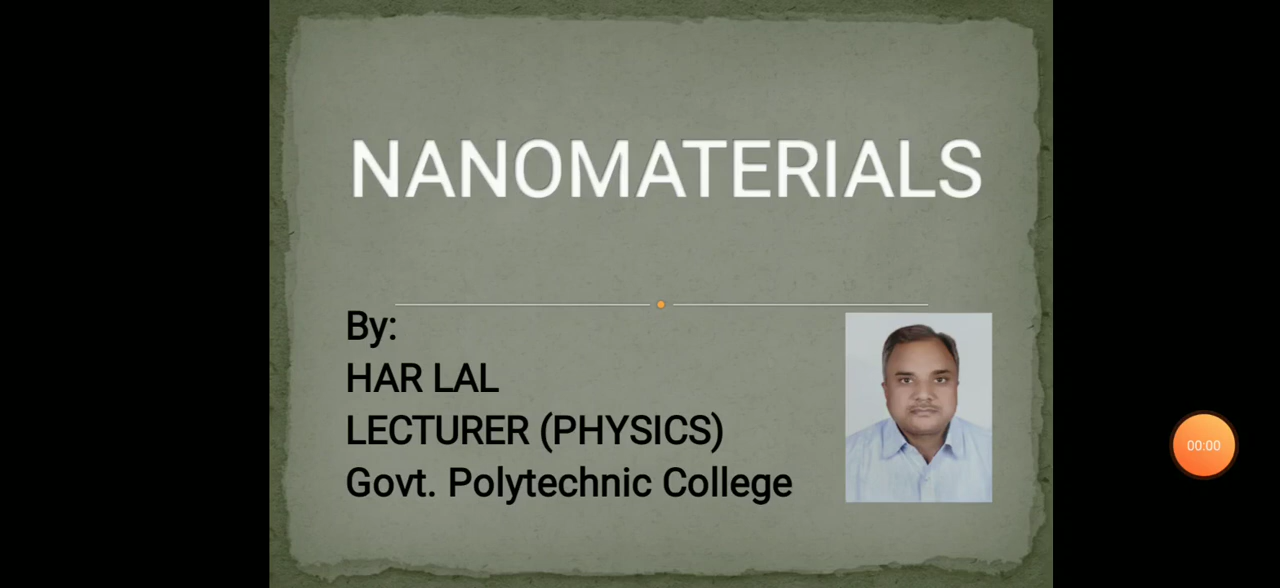 NANOMATERIALS
By:
HAR LAL
LECTURER (PHYSICS)
Govt. Polytechnic College
00:00